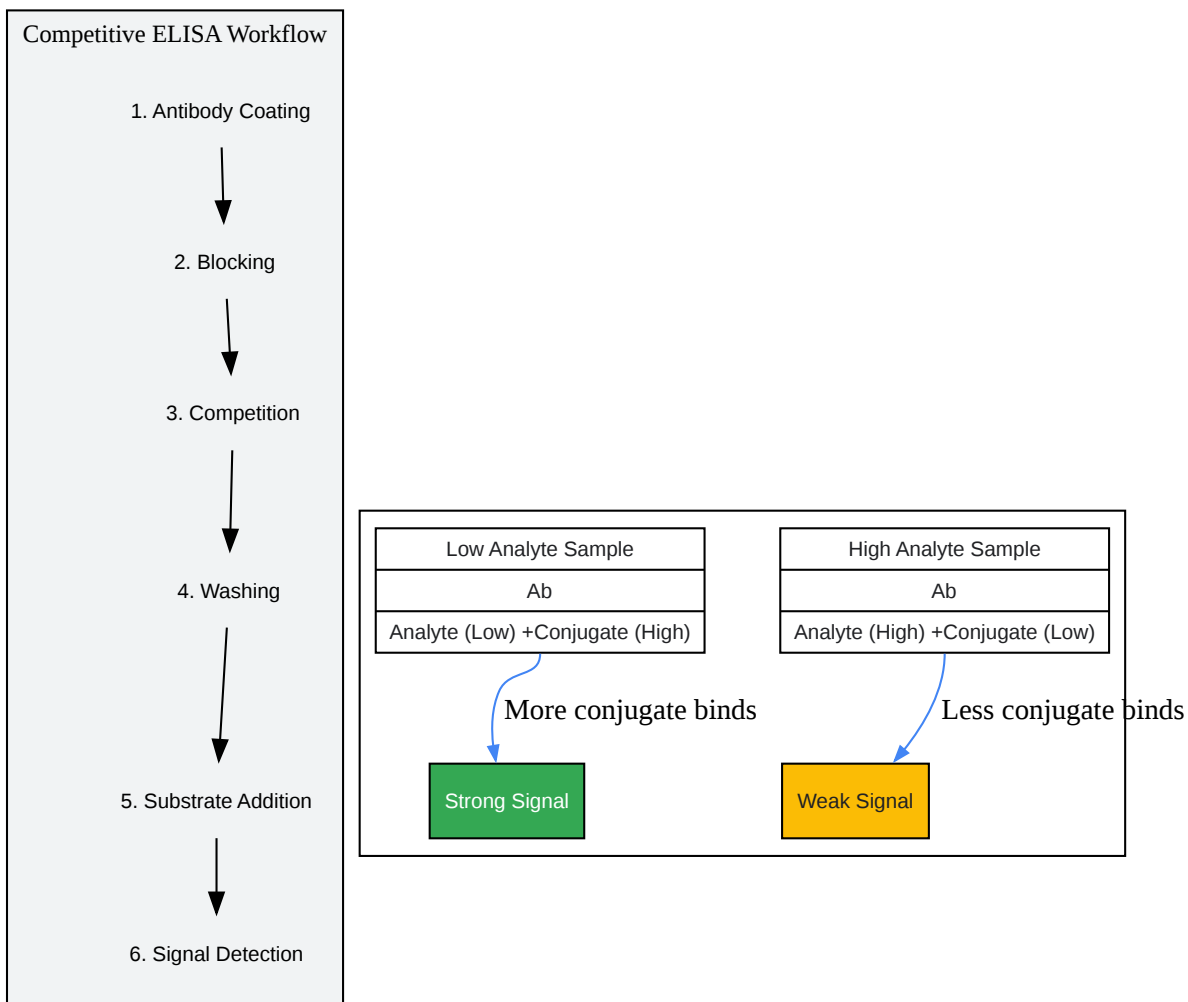 Competitive ELISA Workflow
1. Antibody Coating
2. Blocking
3. Competition
4. Washing
5. Substrate Addition
6. Signal Detection
Low Analyte Sample
Ab
Analyte (Low) +Conjugate (High)
More conjugate binds
Strong Signal
High Analyte Sample
Ab
Analyte (High) +Conjugate (Low)
Less conjugate binds
Weak Signal